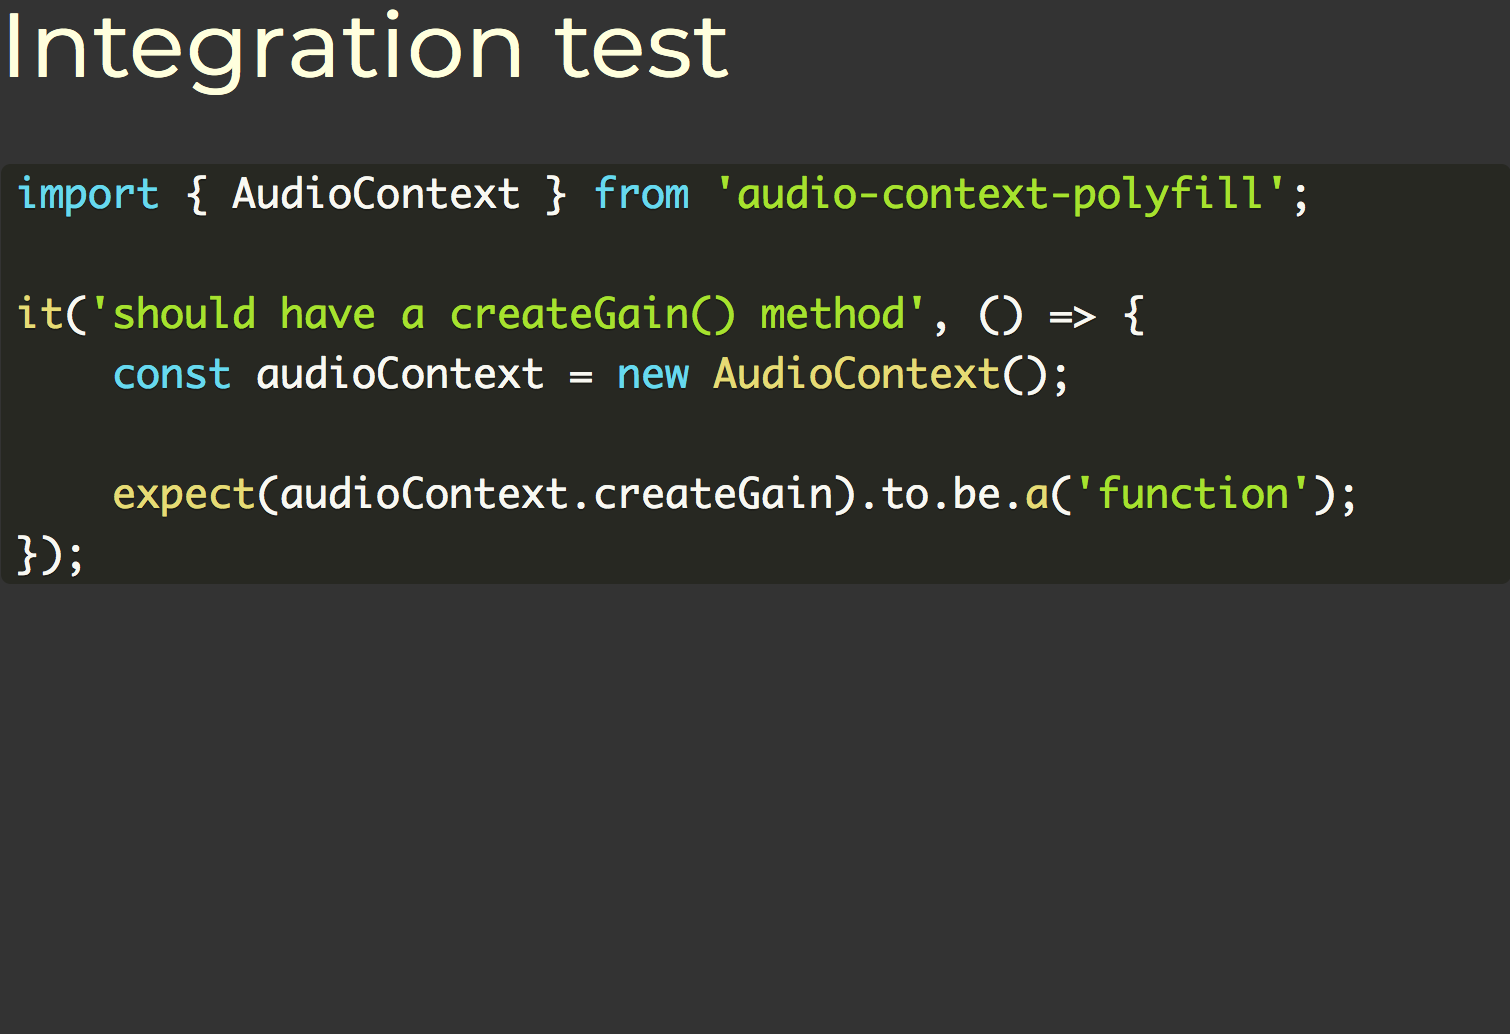 Integration test
import { AudioContext } from 'audio-context-polyfill';
it('should have a createGain() method', () => {
    const audioContext = new AudioContext();
    expect(audioContext.createGain).to.be.a('function');
});